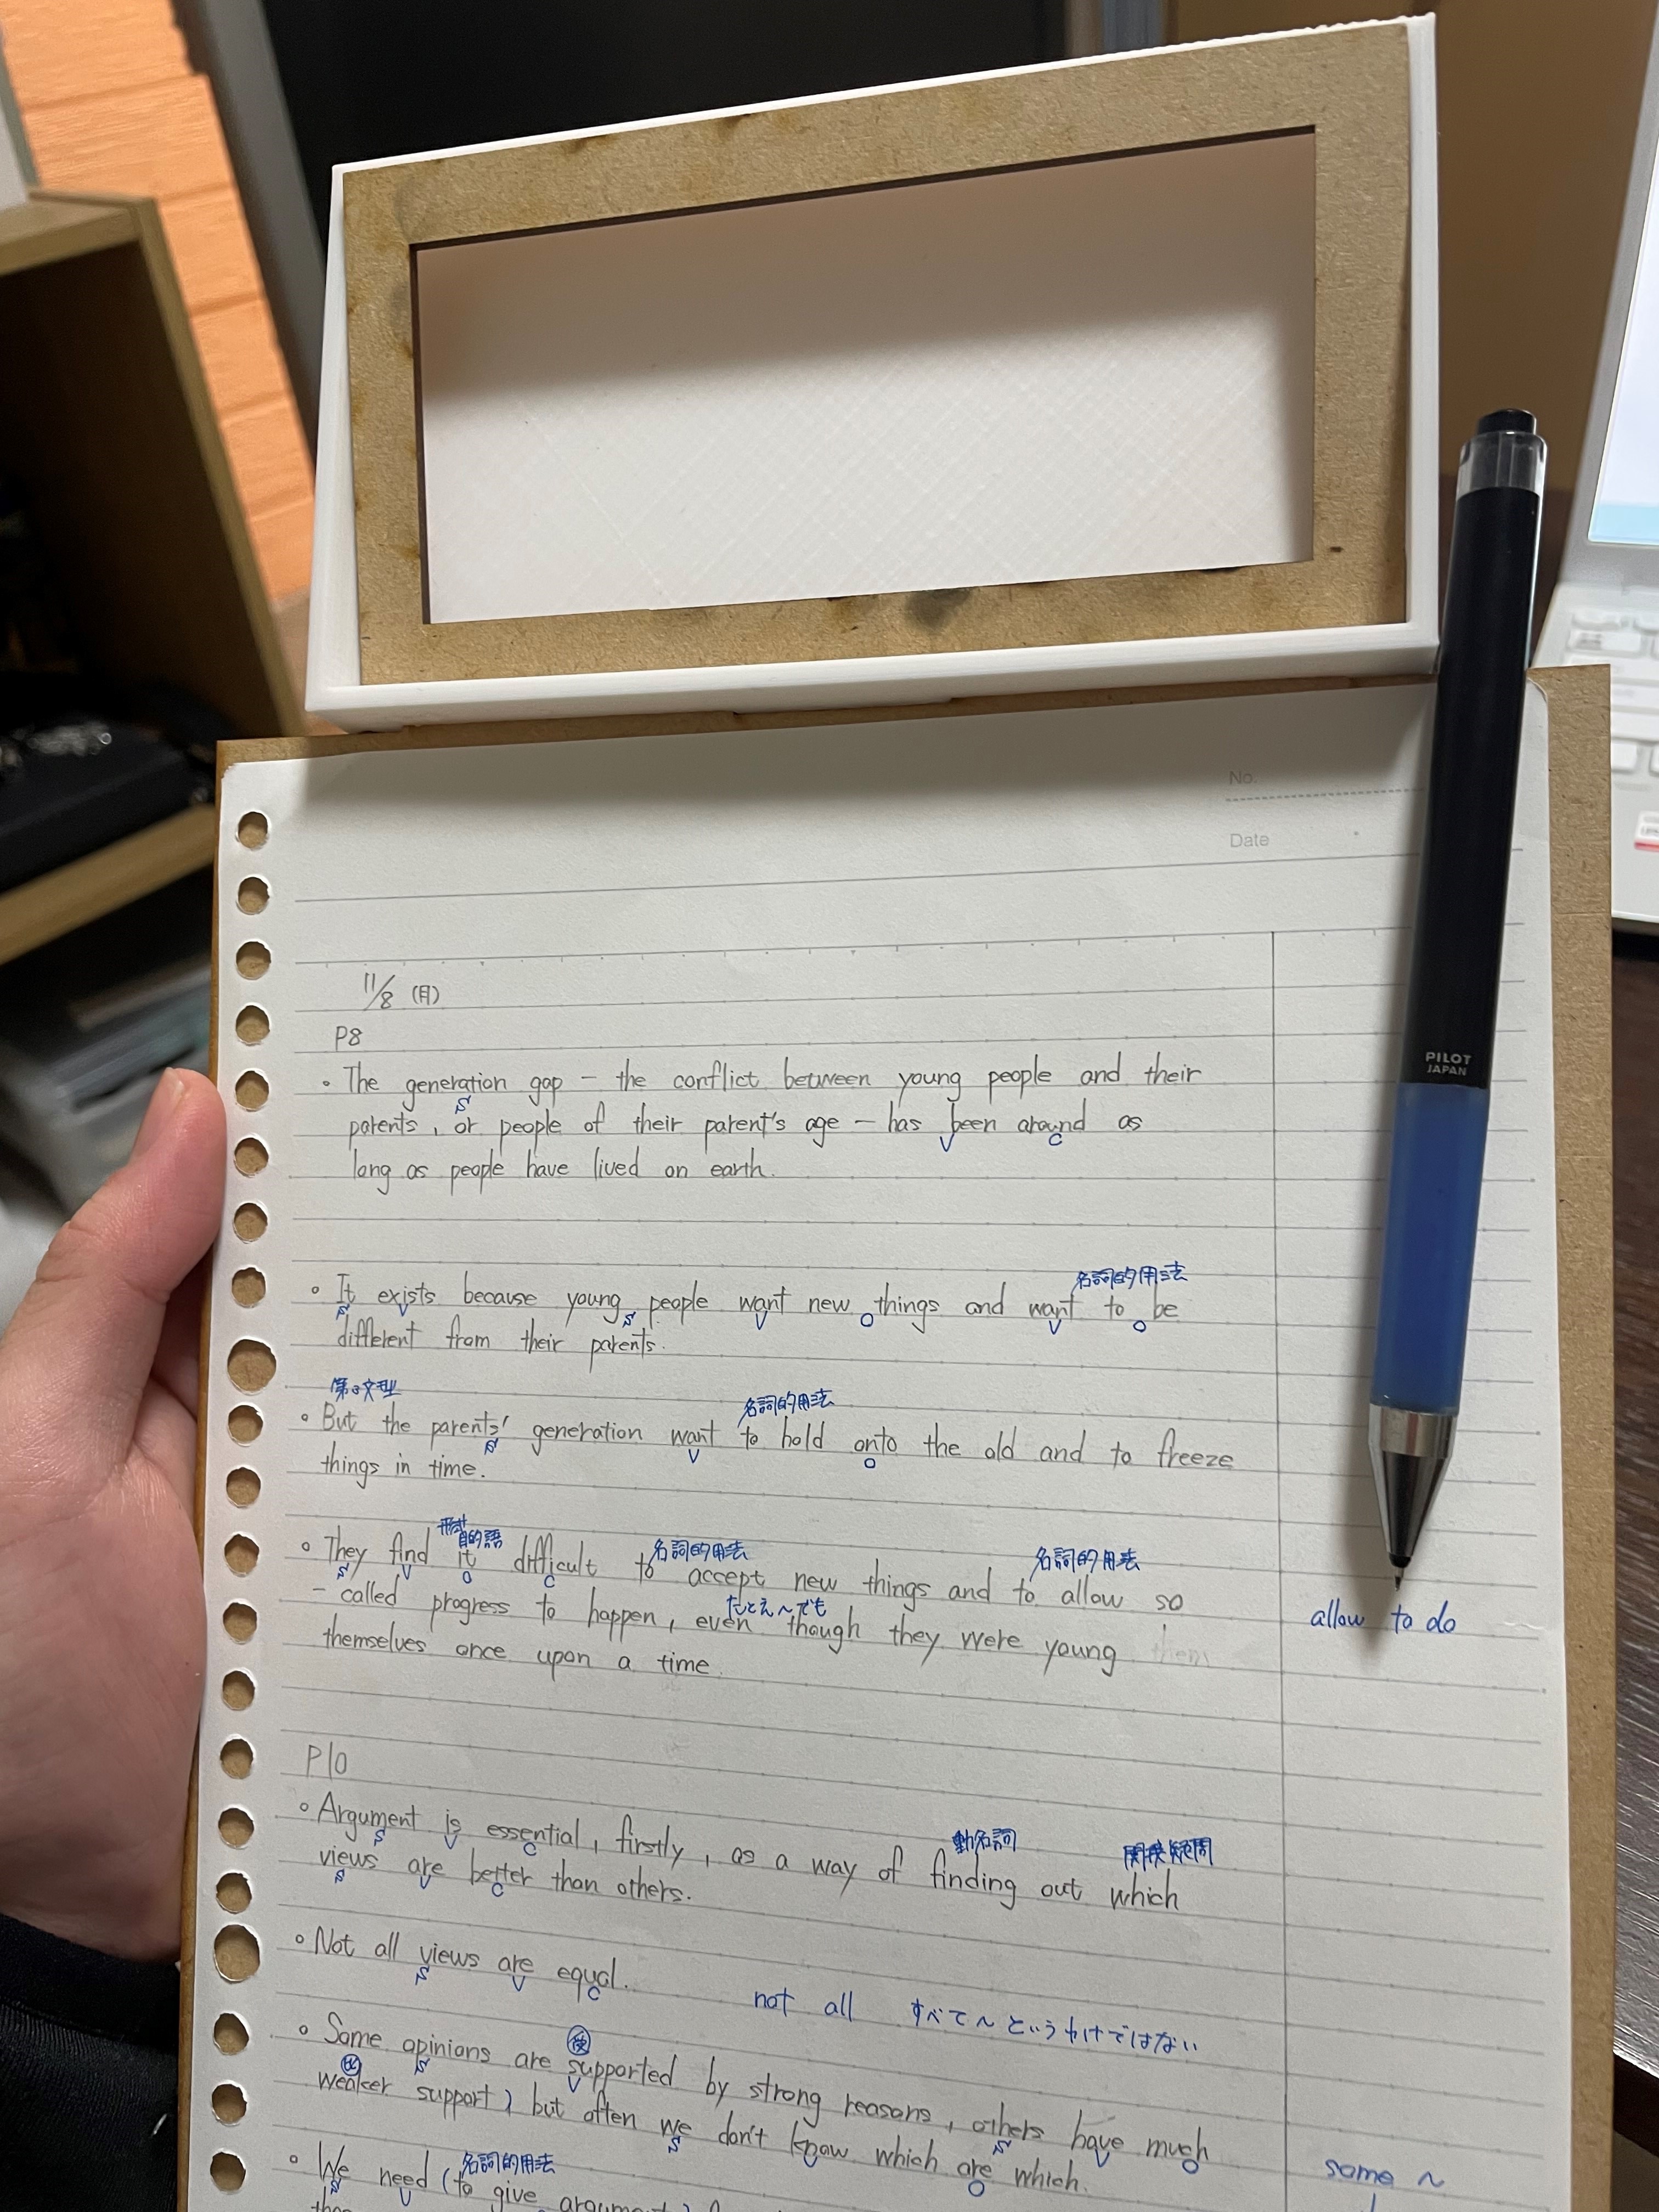 No.
Date
11/8 (月)
P8
。The generation gap – the conflict between young people and their
S
parents, or people of their parent's age – has been around as
V C
long as people have lived on earth.
名詞的用法
。It exists because young people want new things and want to be
S V S V O V O
different from their parents.
第3文型 名詞的用法
。But the parents' generation want to hold onto the old and to freeze
S V O
things in time.
形式目的語 名詞的用法 名詞的用法
。They find it difficult to accept new things and to allow so
S V O C
たとえ〜でも
- called progress to happen, even though they were young them
allow to do
themselves once upon a time.
P10
動名詞 関接疑問
。Argument is essential, firstly, as a way of finding out which
S V C
views are better than others.
S V C
。Not all views are equal.
S V C
not all すべて〜というわけではない
受
。Some opinions are supported by strong reasons, others have much
S V S V O
比
weaker support, but often we don't know which are which.
S V O
some 〜
名詞的用法
。We need (to give argument)
S V
PILOT
JAPAN